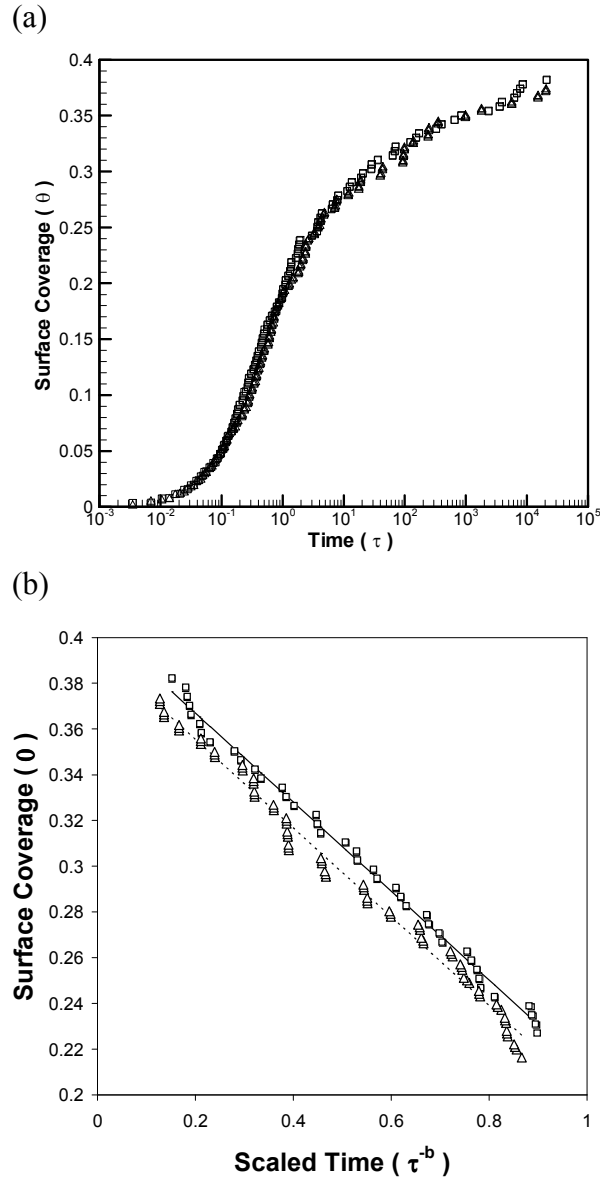 (a)
0.4
0.35
0.3
0.25
0.2
0.15
0.1
0.05
0
Surface Coverage ( θ )
10⁻³ 10⁻² 10⁻¹ 10⁰ 10¹ 10² 10³ 10⁴ 10⁵
Time ( τ )
(b)
0.4
0.38
0.36
0.34
0.32
0.3
0.28
0.26
0.24
0.22
0.2
Surface Coverage ( θ )
0 0.2 0.4 0.6 0.8 1
Scaled Time ( τ⁻ᵇ )